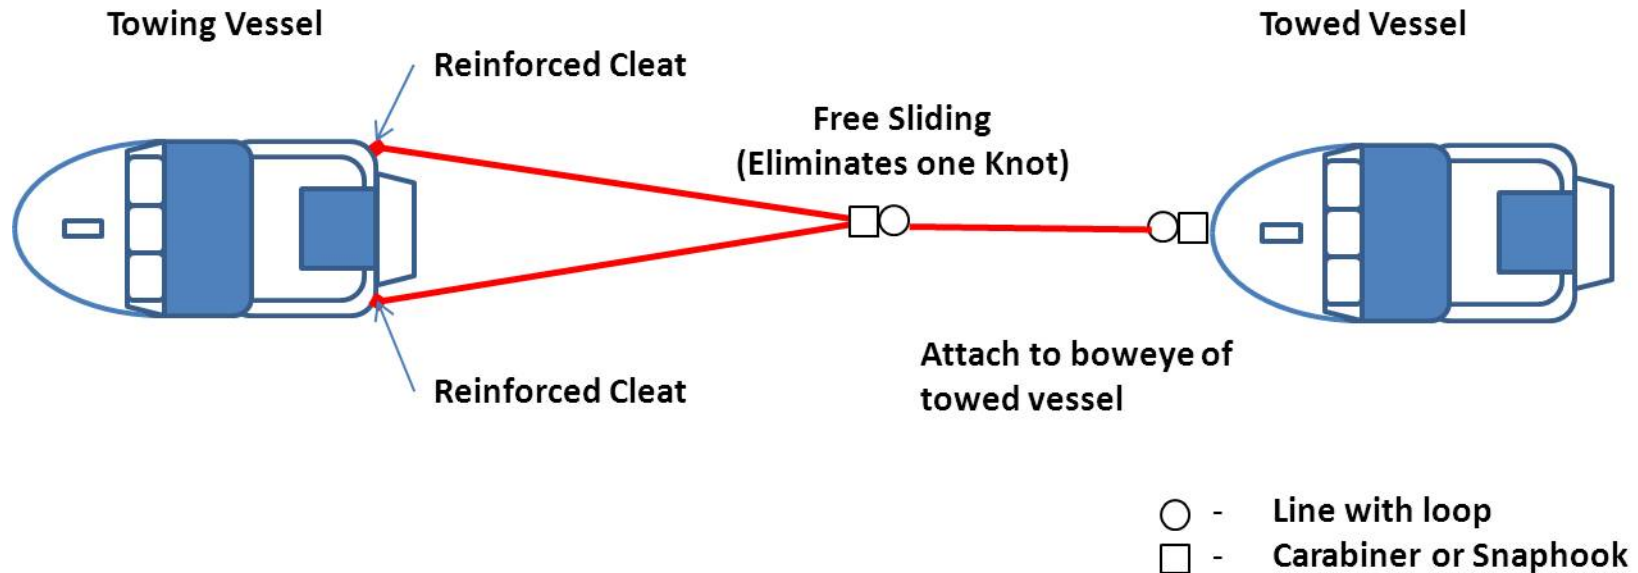 Towing Vessel
Towed Vessel
Reinforced Cleat
Free Sliding
(Eliminates one Knot)
Attach to boweye of
towed vessel
Reinforced Cleat
- Line with loop
- Carabiner or Snaphook